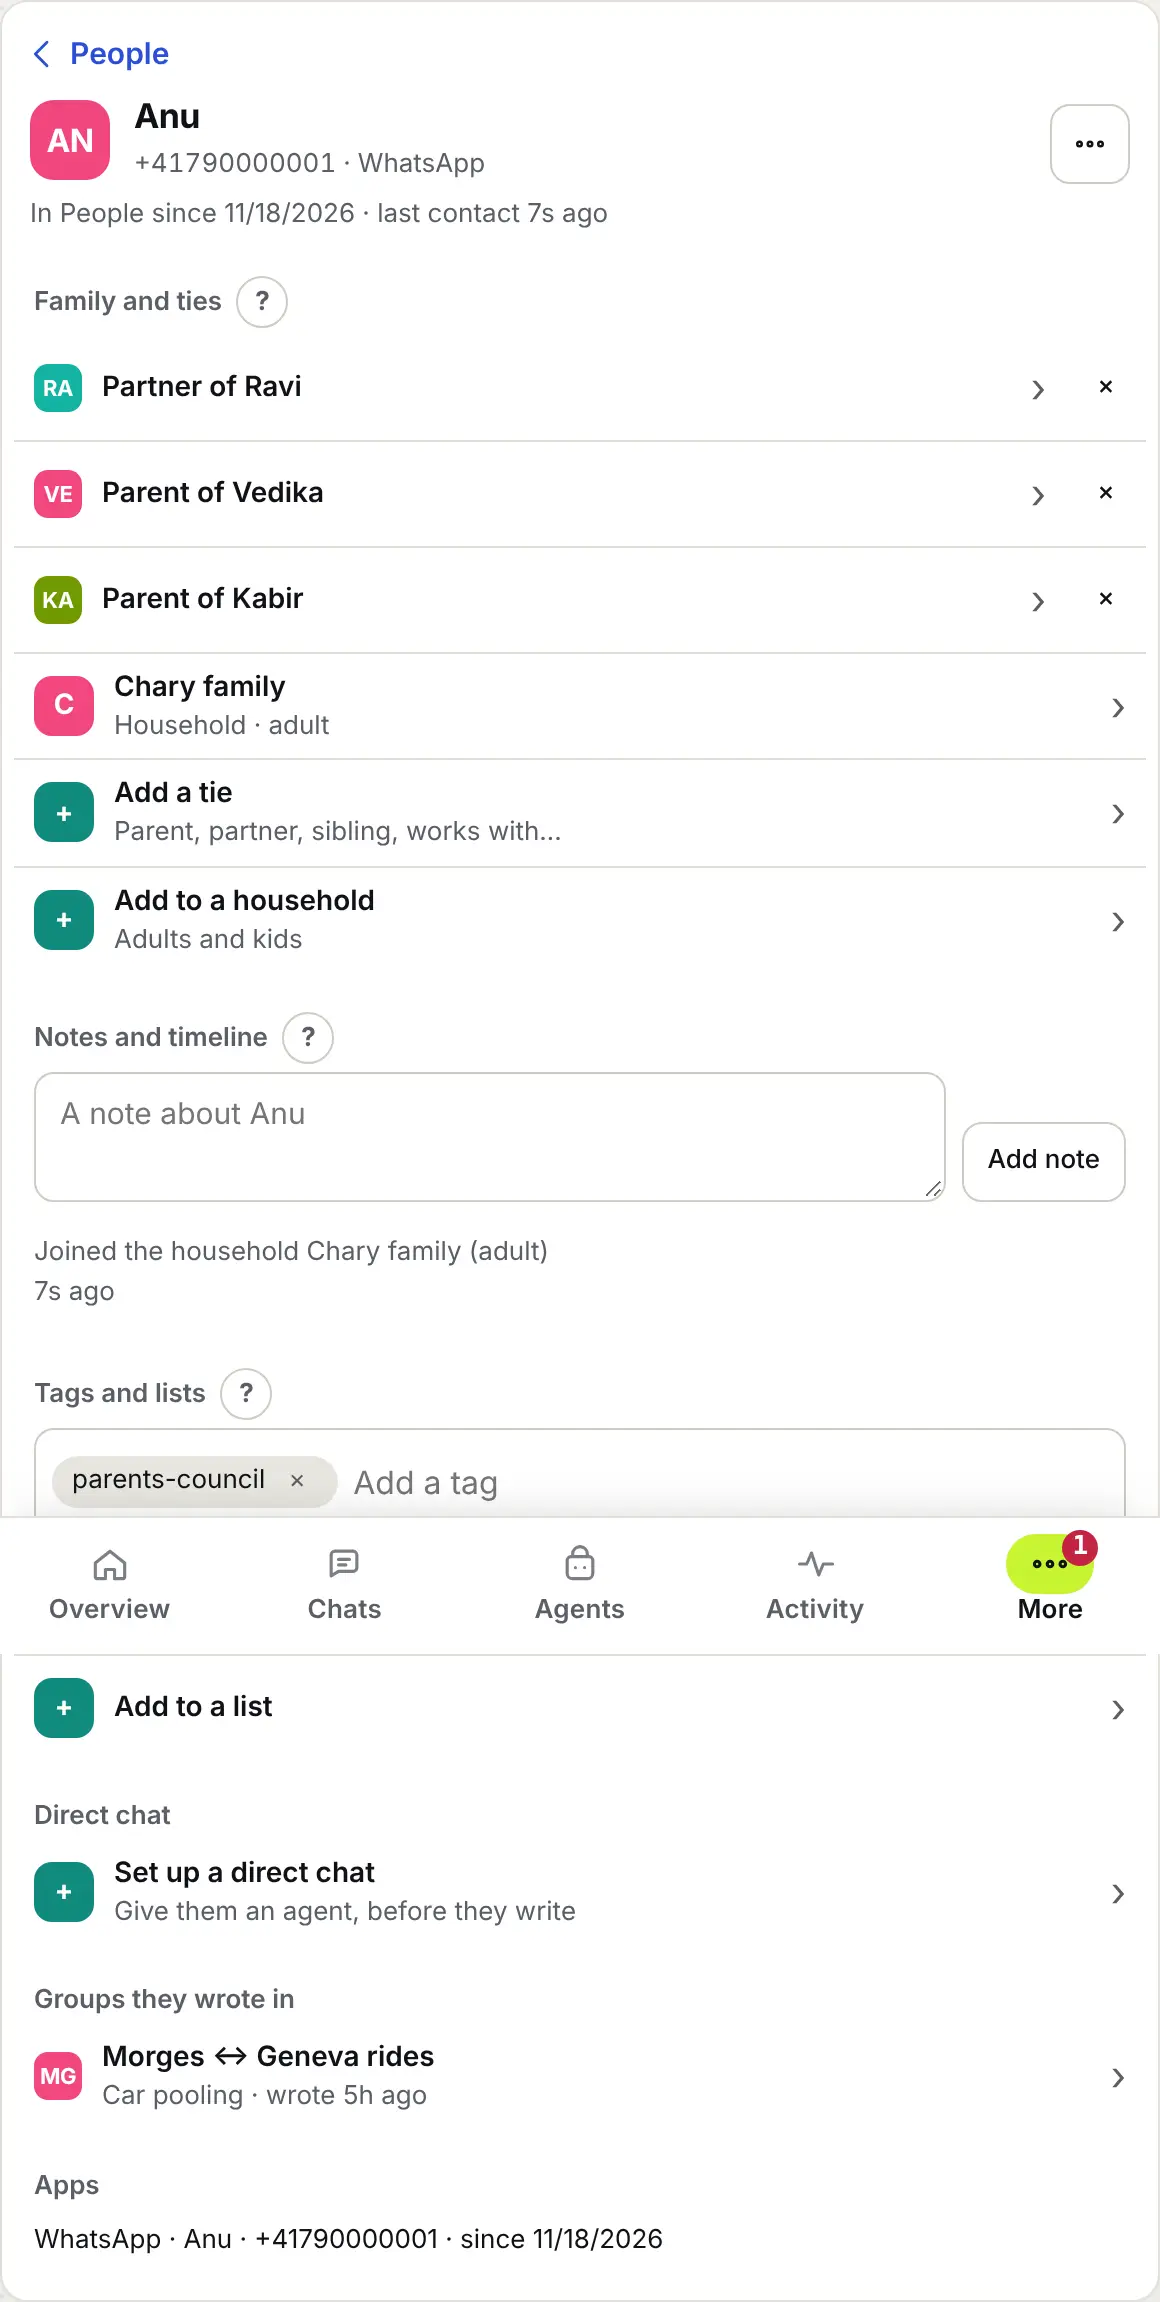 People
AN
Anu
+41790000001 · WhatsApp
In People since 11/18/2026 · last contact 7s ago
Family and ties ?
RA Partner of Ravi
VE Parent of Vedika
KA Parent of Kabir
C
Chary family
Household · adult
+
Add a tie
Parent, partner, sibling, works with...
+
Add to a household
Adults and kids
Notes and timeline ?
A note about Anu
Add note
Joined the household Chary family (adult)
7s ago
Tags and lists ?
parents-council × Add a tag
1
Overview Chats Agents Activity More
+ Add to a list
Direct chat
+
Set up a direct chat
Give them an agent, before they write
Groups they wrote in
MG
Morges ↔ Geneva rides
Car pooling · wrote 5h ago
Apps
WhatsApp · Anu · +41790000001 · since 11/18/2026